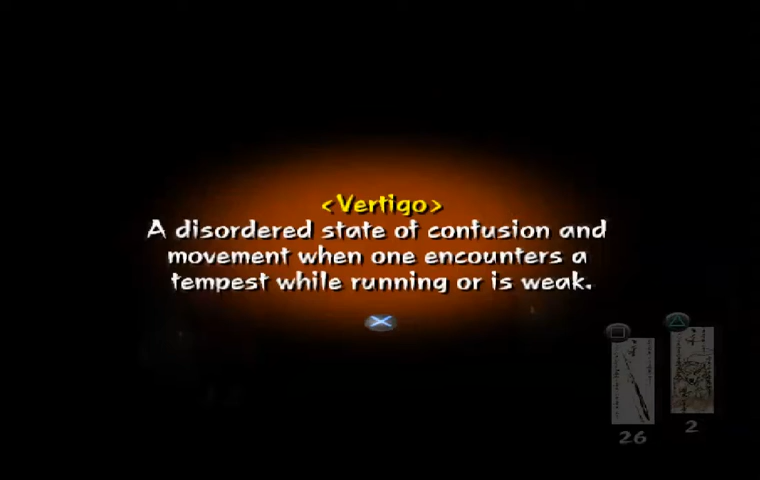 <Vertigo>
A disordered state of confusion and
movement when one encounters a
tempest while running or is weak.
26
2